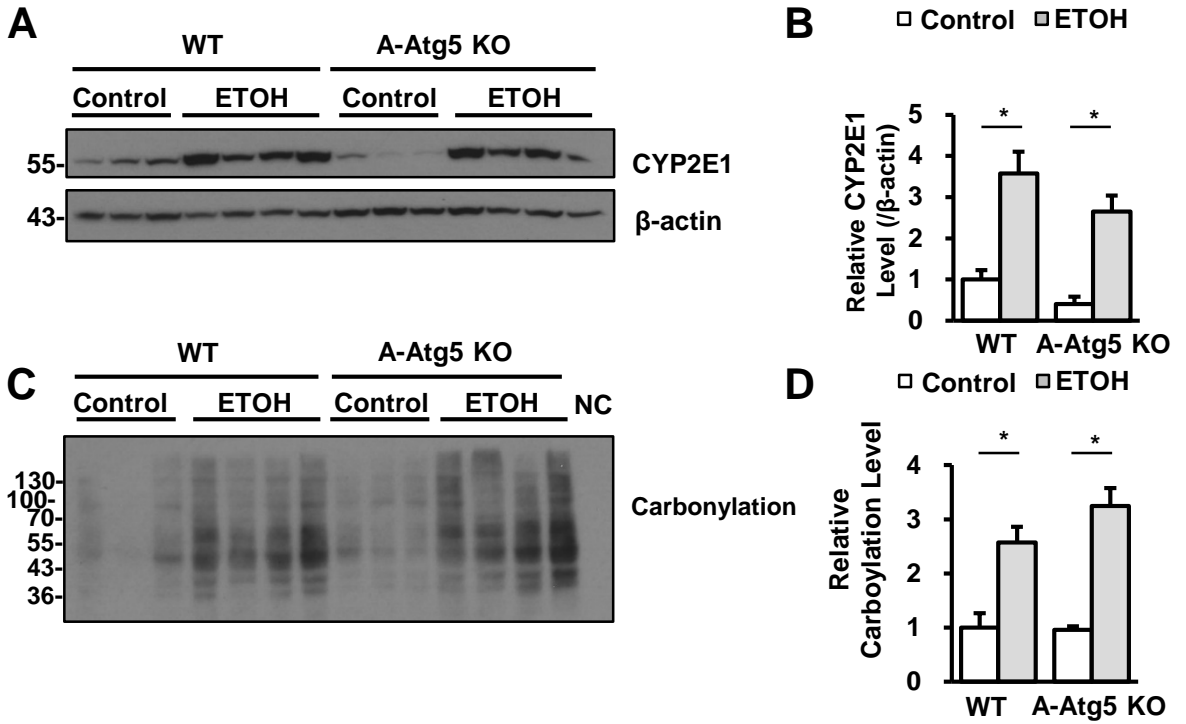 A
WT A-Atg5 KO
Control ETOH Control ETOH
55- CYP2E1
43- β-actin
B
Control ETOH
Relative CYP2E1
Level (/β-actin)
5
4
3
2
1
0
* *
WT A-Atg5 KO
C
WT A-Atg5 KO
Control ETOH Control ETOH NC
130-
100-
70-
55-
43-
36-
Carbonylation
D
Control ETOH
Relative
Carboylation Level
4
3
2
1
0
* *
WT A-Atg5 KO